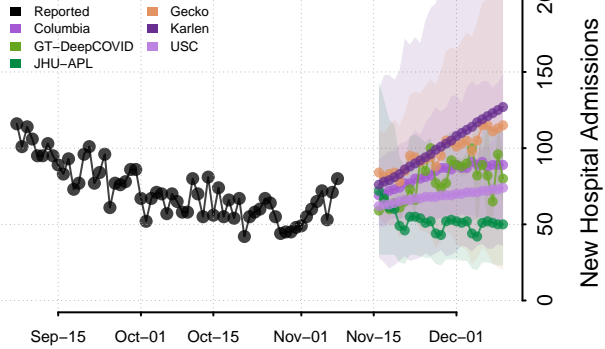 Reported
Columbia
GT−DeepCOVID
JHU−APL
Gecko
Karlen
USC
0
50
100
150
New Hospital Admissions
Sep−15
Oct−01
Oct−15
Nov−01
Nov−15
Dec−01